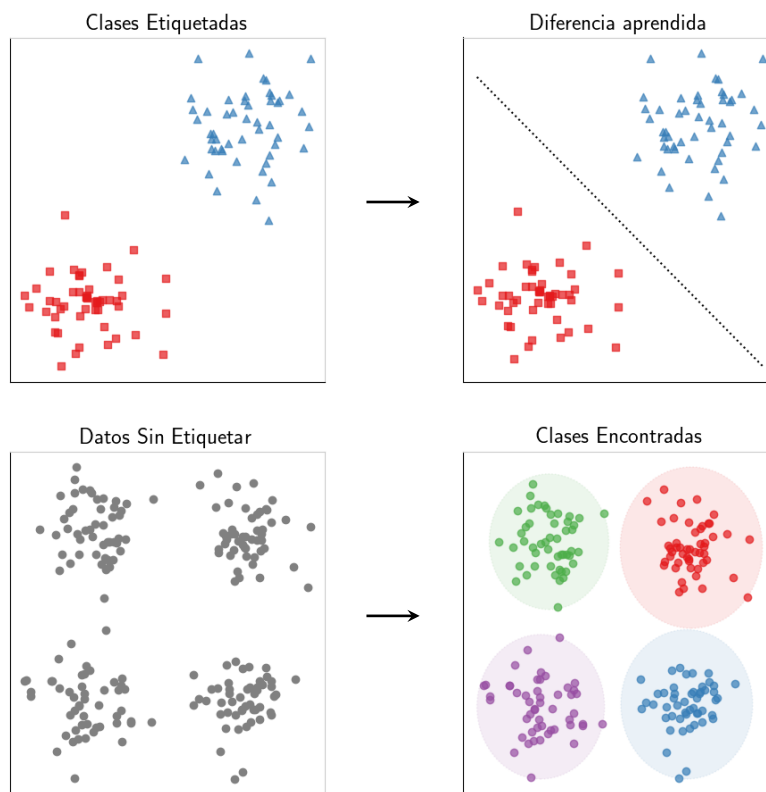 Clases Etiquetadas
Diferencia aprendida
Datos Sin Etiquetar
Clases Encontradas